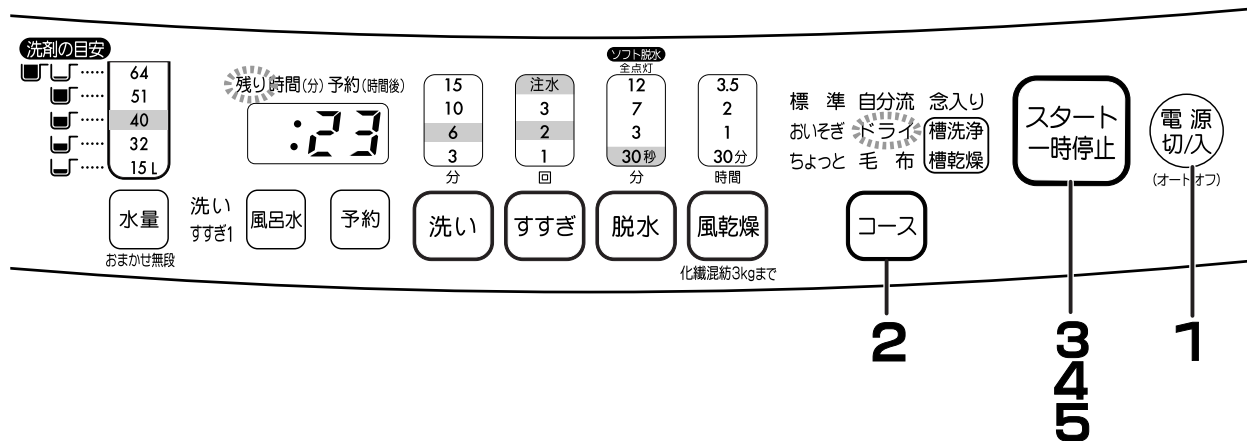 洗剤の目安
64
51
40
32
15L
水量
おまかせ無段
残り時間(分) 予約(時間後)
:23
洗い
すすぎ1
風呂水
予約
15
10
6
3
分
洗い
注水
3
2
1
回
すすぎ
ソフト脱水
全点灯
12
7
3
30秒
分
脱水
3.5
2
1
30分
時間
風乾燥
化繊混紡3kgまで
標準 自分流 念入り
おいそぎ ドライ 槽洗浄
ちょっと 毛布 槽乾燥
コース
スタート
一時停止
電源
切/入
(オートオフ)
2
3
4
5
1